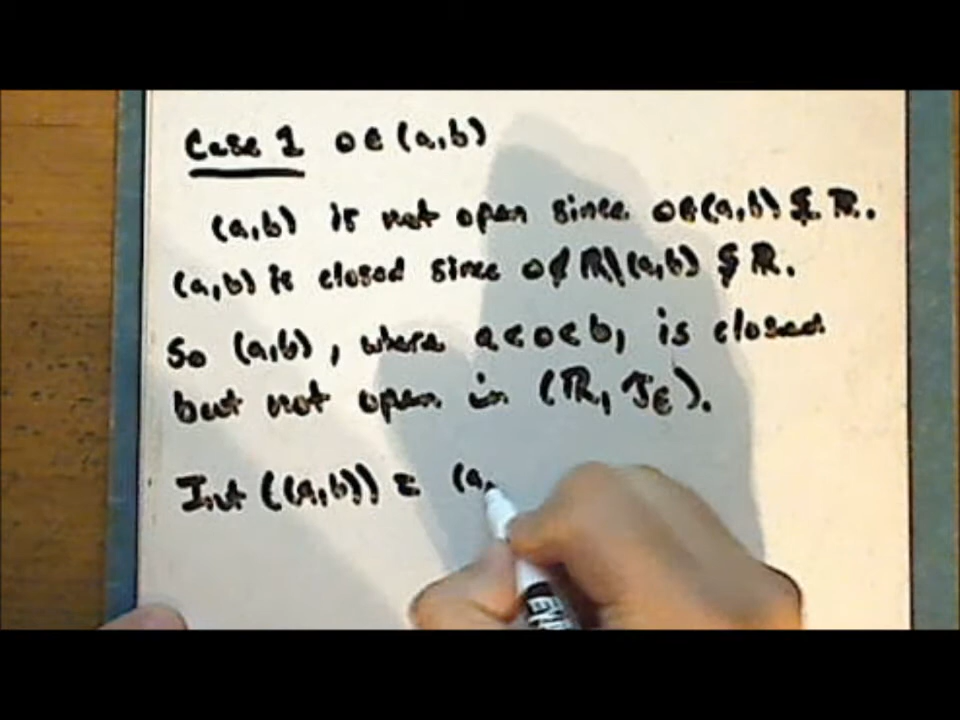 Case 1 0∈(a,b)
(a,b) is not open since 0∈(a,b)⊊ℝ.
(a,b) is closed since 0∉ℝ\(a,b)⊊ℝ.
So (a,b), where a<0<b, is closed
but not open in (ℝ, 𝒯ε).
Int((a,b)) = (a,